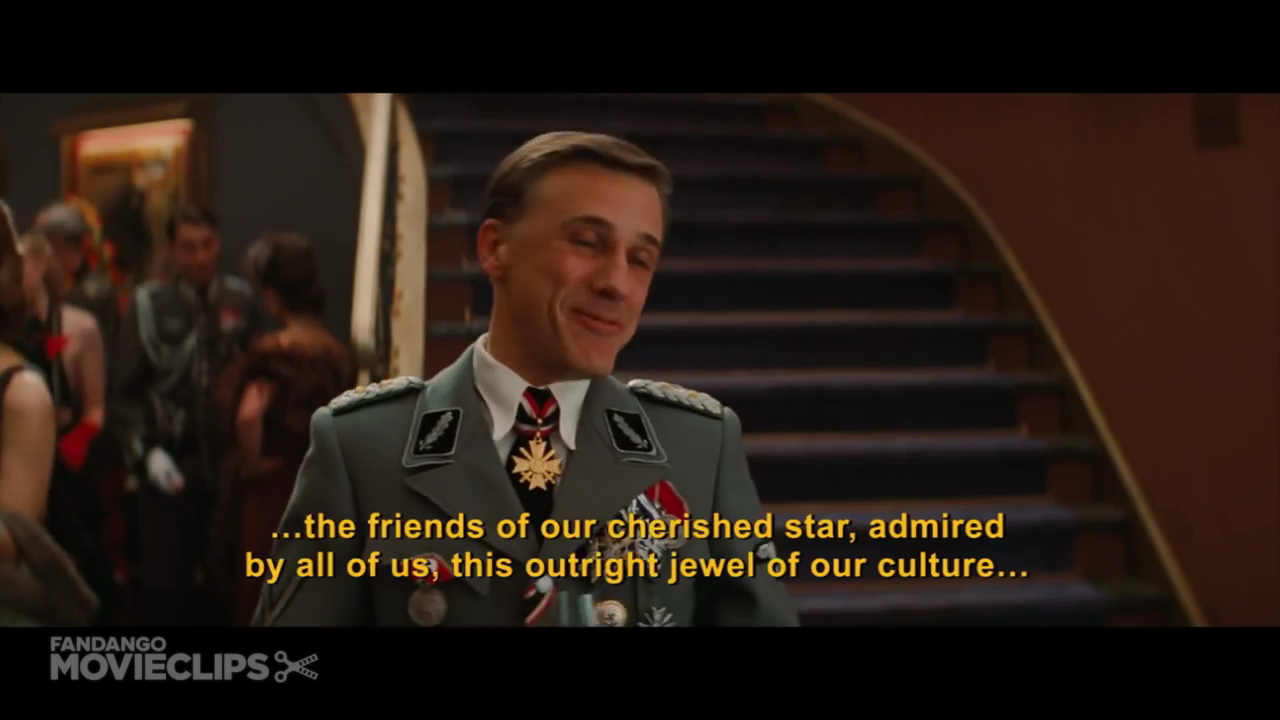 …the friends of our cherished star, admired
by all of us, this outright jewel of our culture…
FANDANGO
MOVIECLIPS